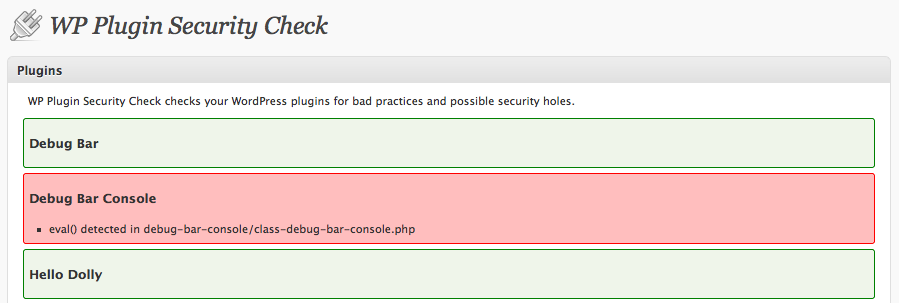 WP Plugin Security Check
Plugins
WP Plugin Security Check checks your WordPress plugins for bad practices and possible security holes.
Debug Bar
Debug Bar Console
eval() detected in debug-bar-console/class-debug-bar-console.php
Hello Dolly